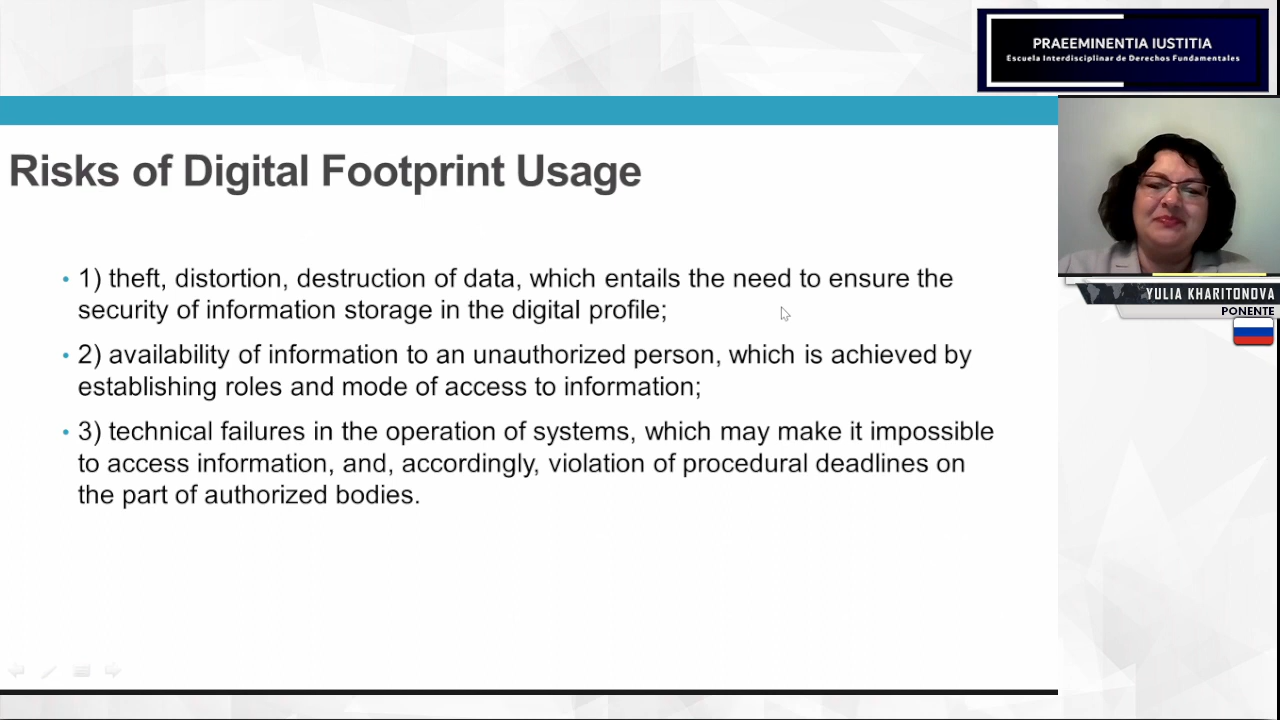 PRAEEMINENTIA IUSTITIA
Escuela Interdisciplinar de Derechos Fundamentales
Risks of Digital Footprint Usage
• 1) theft, distortion, destruction of data, which entails the need to ensure the
security of information storage in the digital profile;
• 2) availability of information to an unauthorized person, which is achieved by
establishing roles and mode of access to information;
• 3) technical failures in the operation of systems, which may make it impossible
to access information, and, accordingly, violation of procedural deadlines on
the part of authorized bodies.
YULIA KHARITONOVA
PONENTE